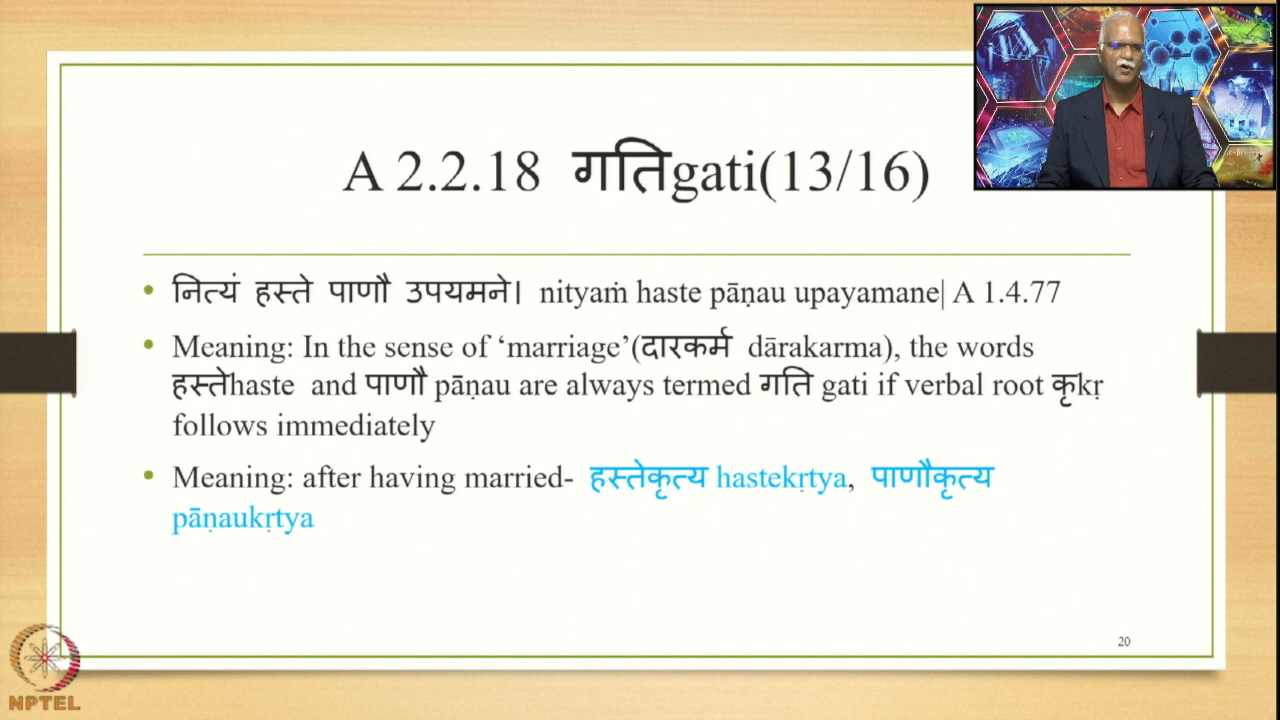 A 2.2.18 गतिgati(13/16)
नित्यं हस्ते पाणौ उपयमने। nityaṁ haste pāṇau upayamane| A 1.4.77
Meaning: In the sense of ‘marriage’(दारकर्म dārakarma), the words
हस्तेhaste and पाणौ pāṇau are always termed गति gati if verbal root कृkṛ
follows immediately
Meaning: after having married- हस्तेकृत्य hastekṛtya, पाणौकृत्य
pāṇaukṛtya
20
NPTEL